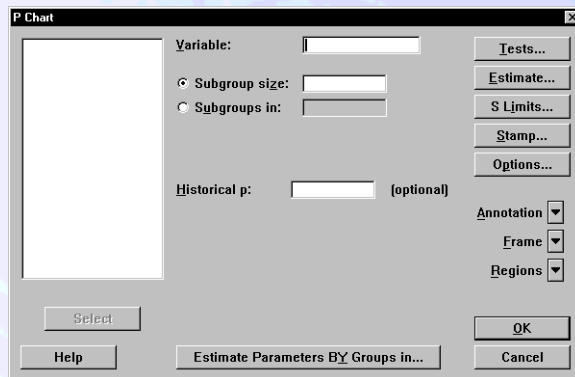 P Chart
Variable:
Tests...
Subgroup size:
Estimate...
Subgroups in:
S Limits...
Stamp...
Options...
Historical p:
(optional)
Annotation
Frame
Regions
Select
OK
Help
Estimate Parameters BY Groups in...
Cancel